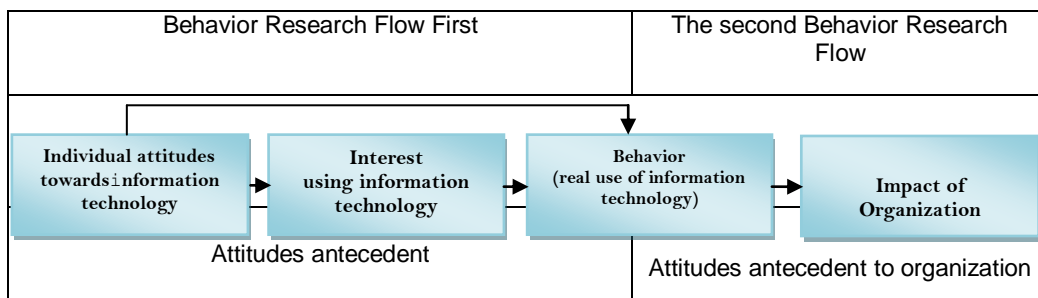 Behavior Research Flow First
The second Behavior Research
Flow
Individual attitudes
towardsinformation
technology
Interest
using information
technology
Behavior
(real use of information
technology)
Impact of
Organization
Attitudes antecedent
Attitudes antecedent to organization